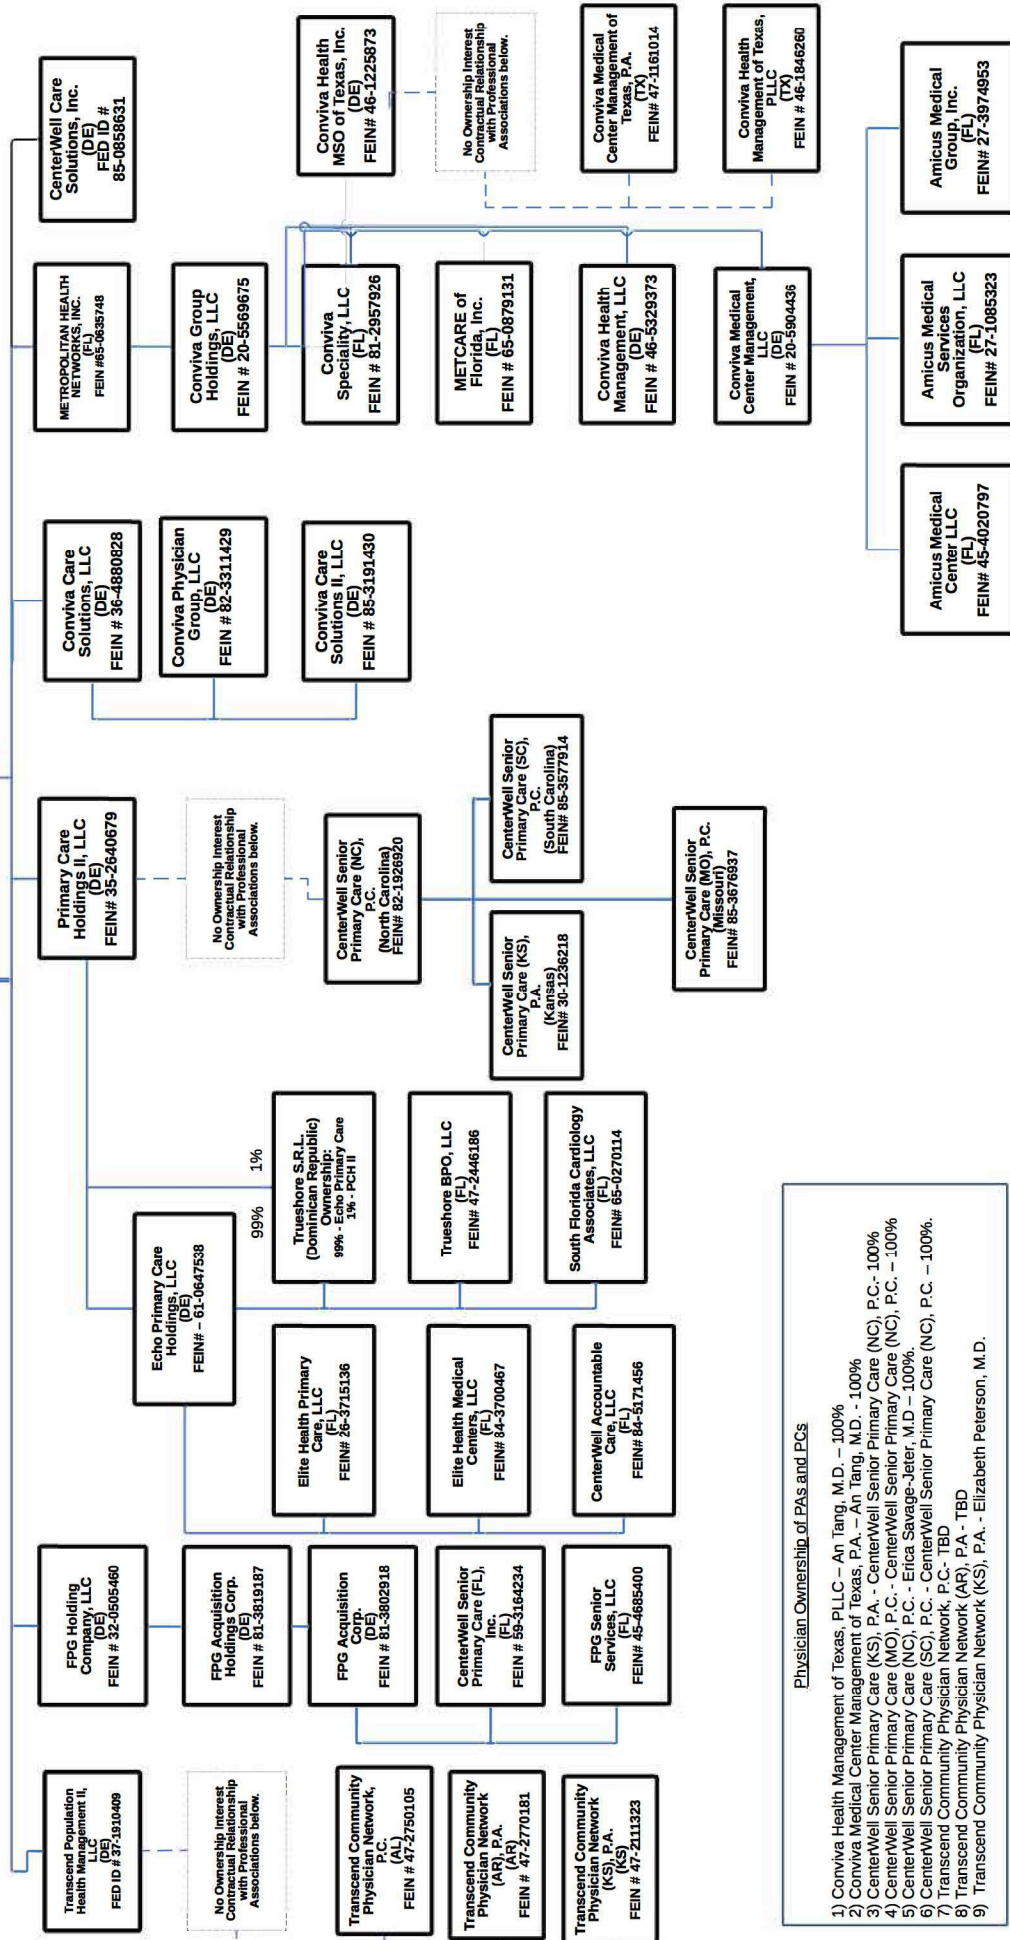 Transcend Population
Health Management II,
LLC
(DE)
FED ID # 37-1910409
No Ownership Interest
Contractual Relationship
with Professional
Associations below.
Transcend Community
Physician Network,
P.C.
(AL)
FEIN # 47-2750105
Transcend Community
Physician Network
(AR), P.A.
(AR)
FEIN # 47-2770181
Transcend Community
Physician Network
(KS), P.A.
(KS)
FEIN # 47-2111323
FPG Holding
Company, LLC
(DE)
FEIN # 32-0505460
FPG Acquisition
Holdings Corp.
(DE)
FEIN # 81-3819187
FPG Acquisition
Corp.
(DE)
FEIN # 81-3802918
CenterWell Senior
Primary Care (FL),
Inc.
(FL)
FEIN # 59-3164234
FPG Senior
Services, LLC
(FL)
FEIN# 45-4685400
Echo Primary Care
Holdings, LLC
(DE)
FEIN# – 61-0647538
Elite Health Primary
Care, LLC
(FL)
FEIN# 26-3715136
Elite Health Medical
Centers, LLC
(FL)
FEIN# 84-3700467
CenterWell Accountable
Care, LLC
(FL)
FEIN# 84-5171456
99%
1%
Trueshore S.R.L.
(Dominican Republic)
Ownership:
99% - Echo Primary Care
1% - PCH II
Trueshore BPO, LLC
(FL)
FEIN# 47-2446186
South Florida Cardiology
Associates, LLC
(FL)
FEIN # 65-0270114
Primary Care
Holdings II, LLC
(DE)
FEIN# 35-2640679
No Ownership Interest
Contractual Relationship
with Professional
Associations below.
CenterWell Senior
Primary Care (NC),
P.C.
(North Carolina)
FEIN# 82-1926920
CenterWell Senior
Primary Care (KS),
P.A.
(Kansas)
FEIN# 30-1236218
CenterWell Senior
Primary Care (SC),
P.C.
(South Carolina)
FEIN# 85-3577914
CenterWell Senior
Primary Care (MO), P.C.
(Missouri)
FEIN# 85-3676937
Conviva Care
Solutions, LLC
(DE)
FEIN # 36-4880828
Conviva Physician
Group, LLC
(DE)
FEIN # 82-3311429
Conviva Care
Solutions II, LLC
(DE)
FEIN # 85-3191430
METROPOLITAN HEALTH
NETWORKS, INC.
(FL)
FEIN #65-0635748
Conviva Group
Holdings, LLC
(DE)
FEIN # 20-5569675
Conviva
Speciality, LLC
(FL)
FEIN # 81-2957926
METCARE of
Florida, Inc.
(FL)
FEIN # 65-0879131
Conviva Health
Management, LLC
(DE)
FEIN # 46-5329373
Conviva Medical
Center Management,
LLC
(DE)
FEIN # 20-5904436
Amicus Medical
Center LLC
(FL)
FEIN# 45-4020797
Amicus Medical
Services
Organization, LLC
(FL)
FEIN# 27-1085323
Amicus Medical
Group, Inc.
(FL)
FEIN# 27-3974953
CenterWell Care
Solutions, Inc.
(DE)
FED ID #
85-0858631
Conviva Health
MSO of Texas, Inc.
(DE)
FEIN# 46-1225873
No Ownership Interest
Contractual Relationship
with Professional
Associations below.
Conviva Medical
Center Management of
Texas, P.A.
(TX)
FEIN# 47-1161014
Conviva Health
Management of Texas,
PLLC
(TX)
FEIN # 46-1846260
Physician Ownership of PAs and PCs
1) Conviva Health Management of Texas, PLLC – An Tang, M.D. – 100%
2) Conviva Medical Center Management of Texas, P.A. – An Tang, M.D. - 100%
3) CenterWell Senior Primary Care (KS), P.A. - CenterWell Senior Primary Care (NC), P.C.- 100%
4) CenterWell Senior Primary Care (MO), P.C. - CenterWell Senior Primary Care (NC), P.C. – 100%
5) CenterWell Senior Primary Care (NC), P.C. - Erica Savage-Jeter, M.D – 100%.
6) CenterWell Senior Primary Care (SC), P.C. - CenterWell Senior Primary Care (NC), P.C. – 100%.
7) Transcend Community Physician Network, P.C.- TBD
8) Transcend Community Physician Network (AR), P.A - TBD
9) Transcend Community Physician Network (KS), P.A. - Elizabeth Peterson, M.D.